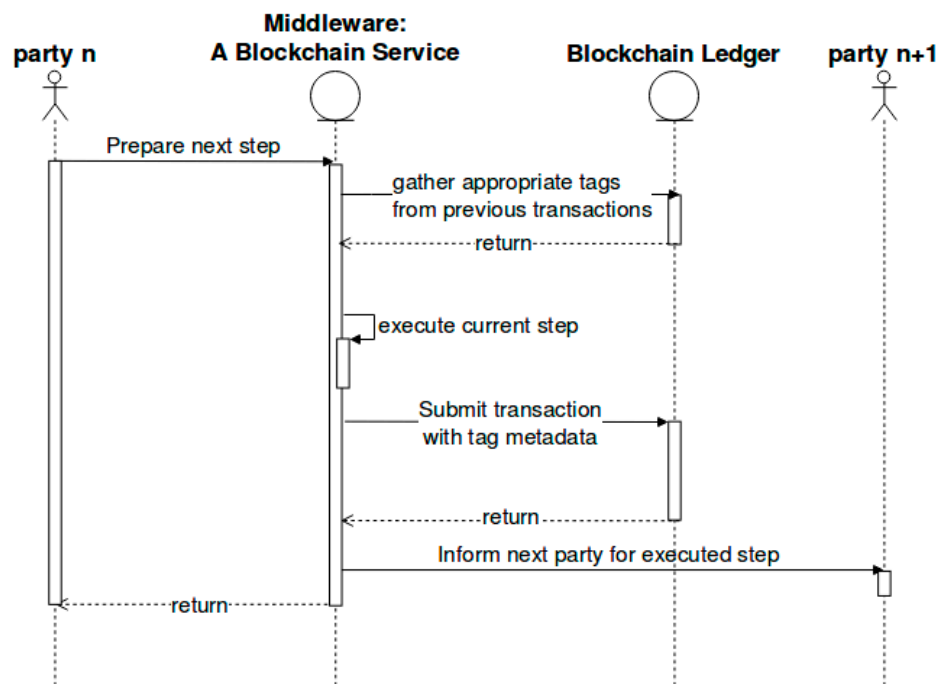 party n
Middleware:
A Blockchain Service
Blockchain Ledger
party n+1
Prepare next step
gather appropriate tags
from previous transactions
return
execute current step
Submit transaction
with tag metadata
return
Inform next party for executed step
return